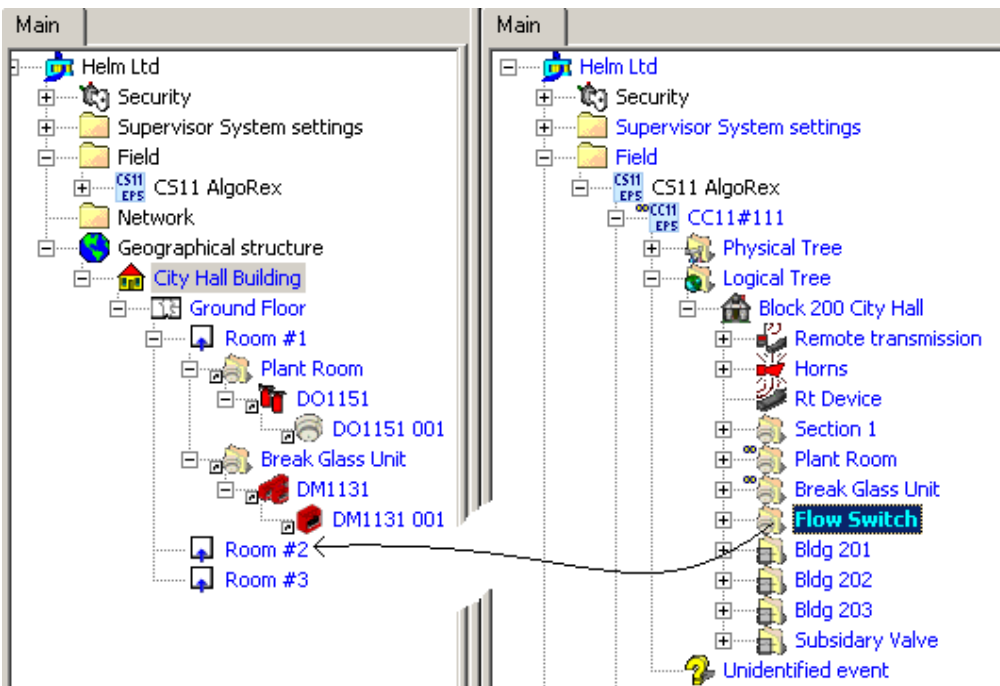 Main
Helm Ltd
Security
Supervisor System settings
Field
CS11 EPS CS11 AlgoRex
Network
Geographical structure
City Hall Building
Ground Floor
Room #1
Plant Room
DO1151
DO1151 001
Break Glass Unit
DM1131
DM1131 001
Room #2
Room #3
Main
Helm Ltd
Security
Supervisor System settings
Field
CS11 EPS CS11 AlgoRex
CC11 EPS CC11#111
Physical Tree
Logical Tree
Block 200 City Hall
Remote transmission
Horns
Rt Device
Section 1
Plant Room
Break Glass Unit
Flow Switch
Bldg 201
Bldg 202
Bldg 203
Subsidary Valve
Unidentified event